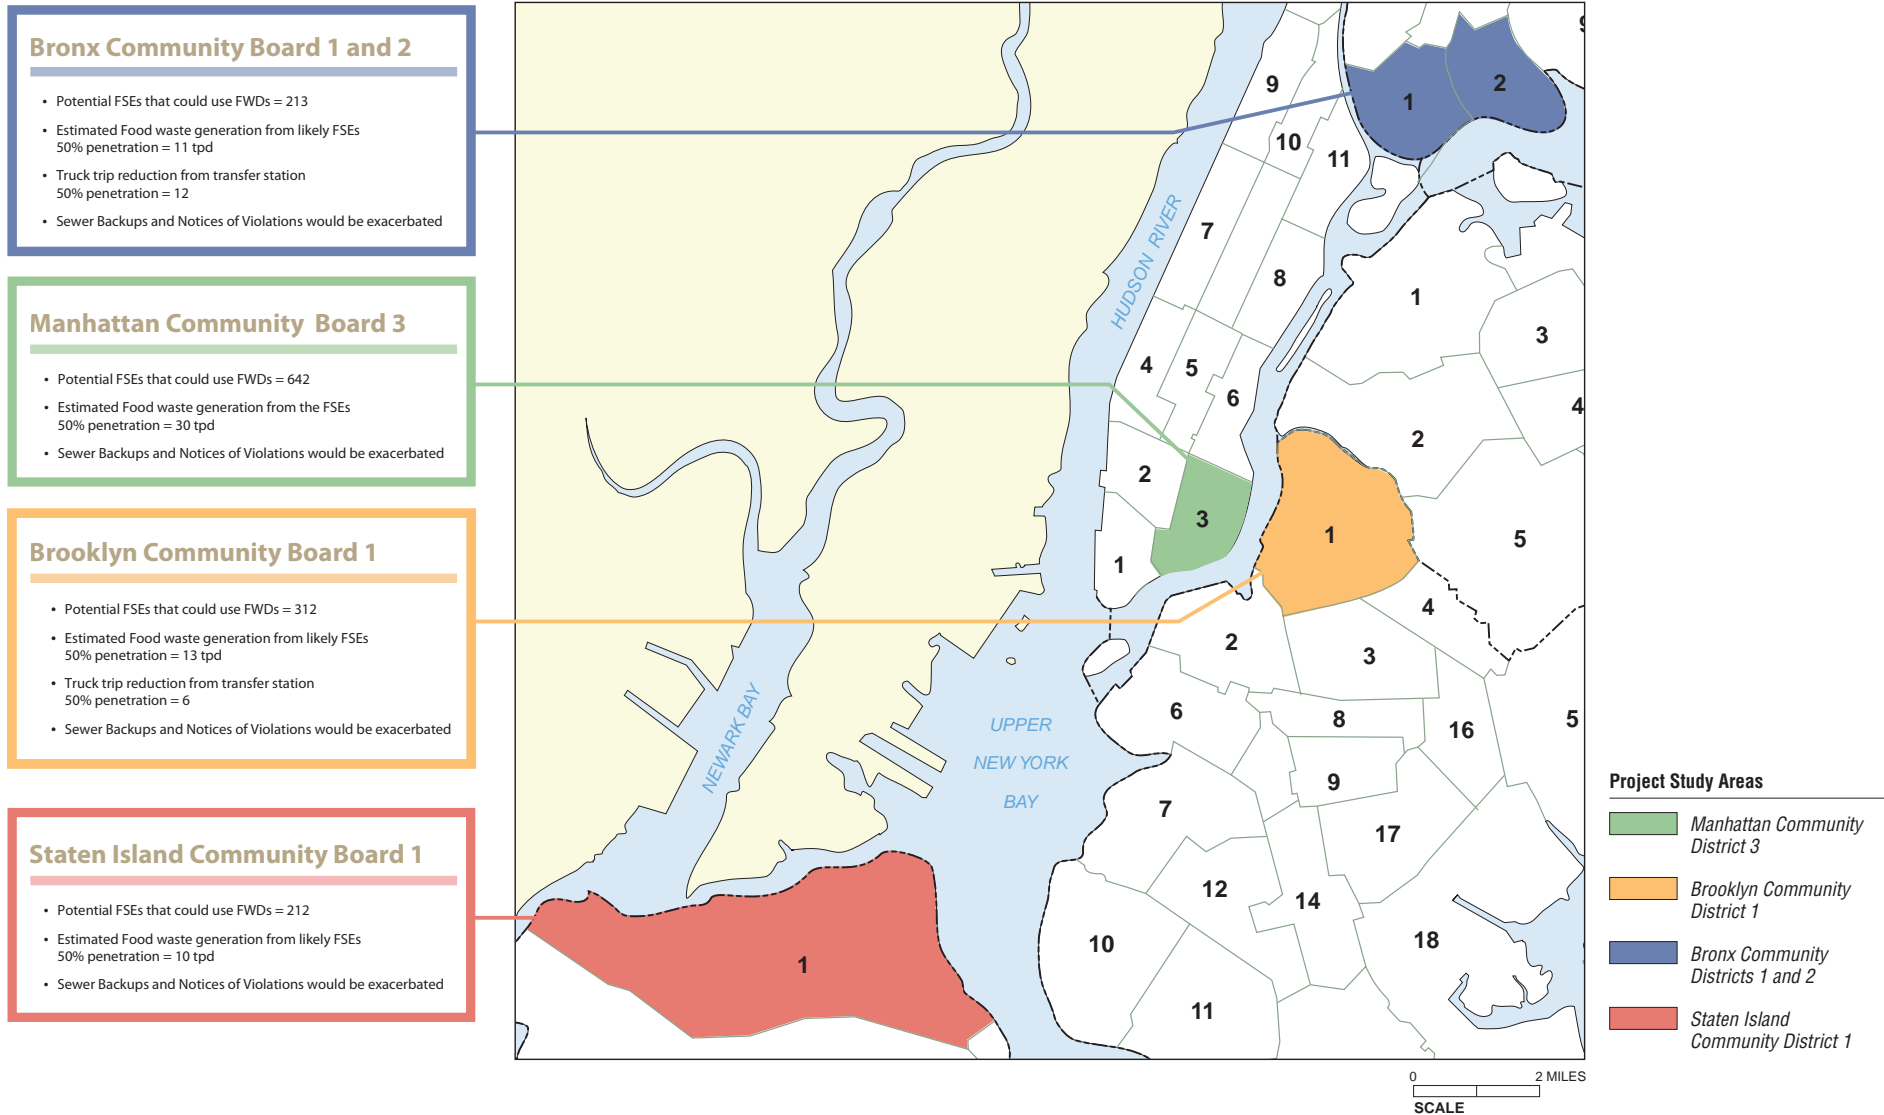 Bronx Community Board 1 and 2
• Potential FSEs that could use FWDs = 213
• Estimated Food waste generation from likely FSEs
50% penetration = 11 tpd
• Truck trip reduction from transfer station
50% penetration = 12
• Sewer Backups and Notices of Violations would be exacerbated
Manhattan Community Board 3
• Potential FSEs that could use FWDs = 642
• Estimated Food waste generation from the FSEs
50% penetration = 30 tpd
• Sewer Backups and Notices of Violations would be exacerbated
Brooklyn Community Board 1
• Potential FSEs that could use FWDs = 312
• Estimated Food waste generation from likely FSEs
50% penetration = 13 tpd
• Truck trip reduction from transfer station
50% penetration = 6
• Sewer Backups and Notices of Violations would be exacerbated
Staten Island Community Board 1
• Potential FSEs that could use FWDs = 212
• Estimated Food waste generation from likely FSEs
50% penetration = 10 tpd
• Sewer Backups and Notices of Violations would be exacerbated
9
9
2
1
10
11
7
8
HUDSON RIVER
1
3
4
5
6
4
2
2
3
1
5
1
4
2
3
6
8
16
5
UPPER
NEW YORK
BAY
NEWARK BAY
9
7
17
12
14
10
18
1
11
Project Study Areas
Manhattan Community
District 3
Brooklyn Community
District 1
Bronx Community
Districts 1 and 2
Staten Island
Community District 1
0
2 MILES
SCALE